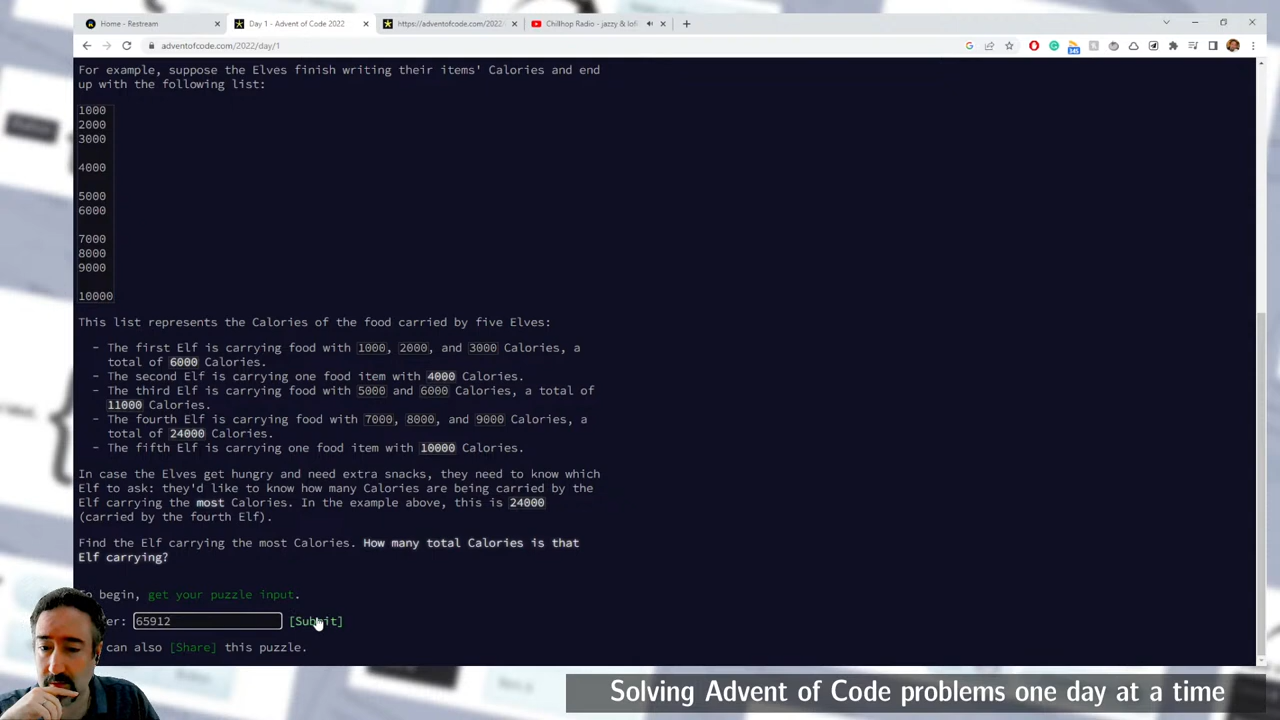 Home - Restream
Day 1 - Advent of Code 2022
https://adventofcode.com/2022
Chillhop Radio - jazzy & lofi
adventofcode.com/2022/day/1
345
For example, suppose the Elves finish writing their items' Calories and end
up with the following list:
1000
2000
3000
4000
5000
6000
7000
8000
9000
10000
This list represents the Calories of the food carried by five Elves:
- The first Elf is carrying food with 1000, 2000, and 3000 Calories, a
total of 6000 Calories.
- The second Elf is carrying one food item with 4000 Calories.
- The third Elf is carrying food with 5000 and 6000 Calories, a total of
11000 Calories.
- The fourth Elf is carrying food with 7000, 8000, and 9000 Calories, a
total of 24000 Calories.
- The fifth Elf is carrying one food item with 10000 Calories.
In case the Elves get hungry and need extra snacks, they need to know which
Elf to ask: they'd like to know how many Calories are being carried by the
Elf carrying the most Calories. In the example above, this is 24000
(carried by the fourth Elf).
Find the Elf carrying the most Calories. How many total Calories is that
Elf carrying?
To begin, get your puzzle input.
er: 65912 [Submit]
can also [Share] this puzzle.
Solving Advent of Code problems one day at a time